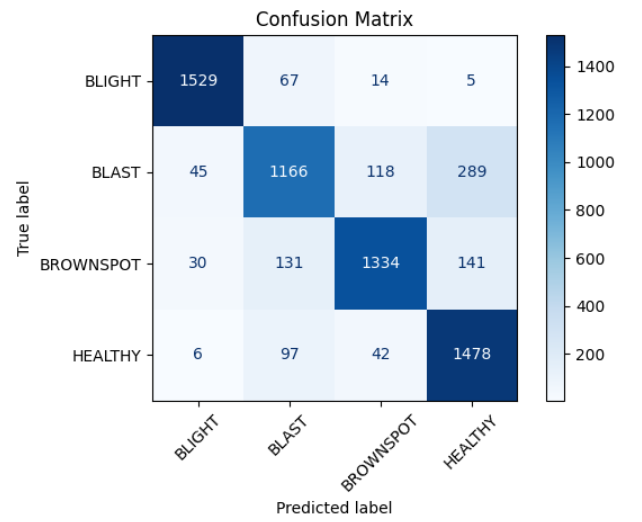 Confusion Matrix
True label
BLIGHT 1529 67 14 5
BLAST 45 1166 118 289
BROWNSPOT 30 131 1334 141
HEALTHY 6 97 42 1478
BLIGHT BLAST BROWNSPOT HEALTHY
Predicted label
1400
1200
1000
800
600
400
200